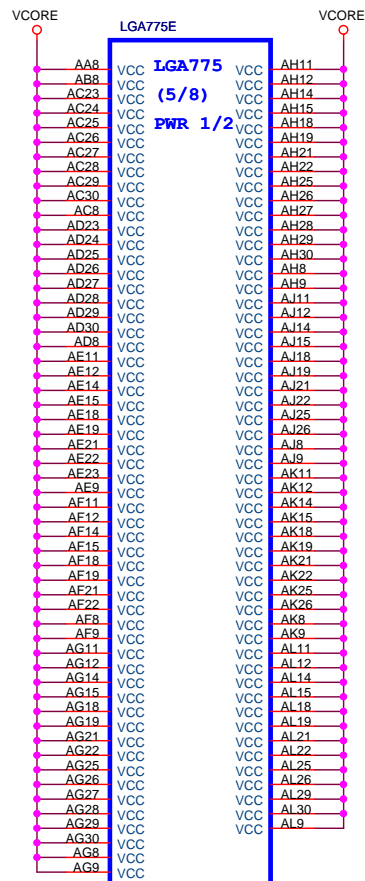 VCORE VCORE
LGA775E
AA8 VCC LGA775 VCC AH11
AB8 VCC VCC AH12
AC23 VCC (5/8) VCC AH14
AC24 VCC VCC AH15
AC25 VCC PWR 1/2 VCC AH18
AC26 VCC VCC AH19
AC27 VCC VCC AH21
AC28 VCC VCC AH22
AC29 VCC VCC AH25
AC30 VCC VCC AH26
AC8 VCC VCC AH27
AD23 VCC VCC AH28
AD24 VCC VCC AH29
AD25 VCC VCC AH30
AD26 VCC VCC AH8
AD27 VCC VCC AH9
AD28 VCC VCC AJ11
AD29 VCC VCC AJ12
AD30 VCC VCC AJ14
AD8 VCC VCC AJ15
AE11 VCC VCC AJ18
AE12 VCC VCC AJ19
AE14 VCC VCC AJ21
AE15 VCC VCC AJ22
AE18 VCC VCC AJ25
AE19 VCC VCC AJ26
AE21 VCC VCC AJ8
AE22 VCC VCC AJ9
AE23 VCC VCC AK11
AE9 VCC VCC AK12
AF11 VCC VCC AK14
AF12 VCC VCC AK15
AF14 VCC VCC AK18
AF15 VCC VCC AK19
AF18 VCC VCC AK21
AF19 VCC VCC AK22
AF21 VCC VCC AK25
AF22 VCC VCC AK26
AF8 VCC VCC AK8
AF9 VCC VCC AK9
AG11 VCC VCC AL11
AG12 VCC VCC AL12
AG14 VCC VCC AL14
AG15 VCC VCC AL15
AG18 VCC VCC AL18
AG19 VCC VCC AL19
AG21 VCC VCC AL21
AG22 VCC VCC AL22
AG25 VCC VCC AL25
AG26 VCC VCC AL26
AG27 VCC VCC AL29
AG28 VCC VCC AL30
AG29 VCC VCC AL9
AG30 VCC
AG8 VCC
AG9 VCC